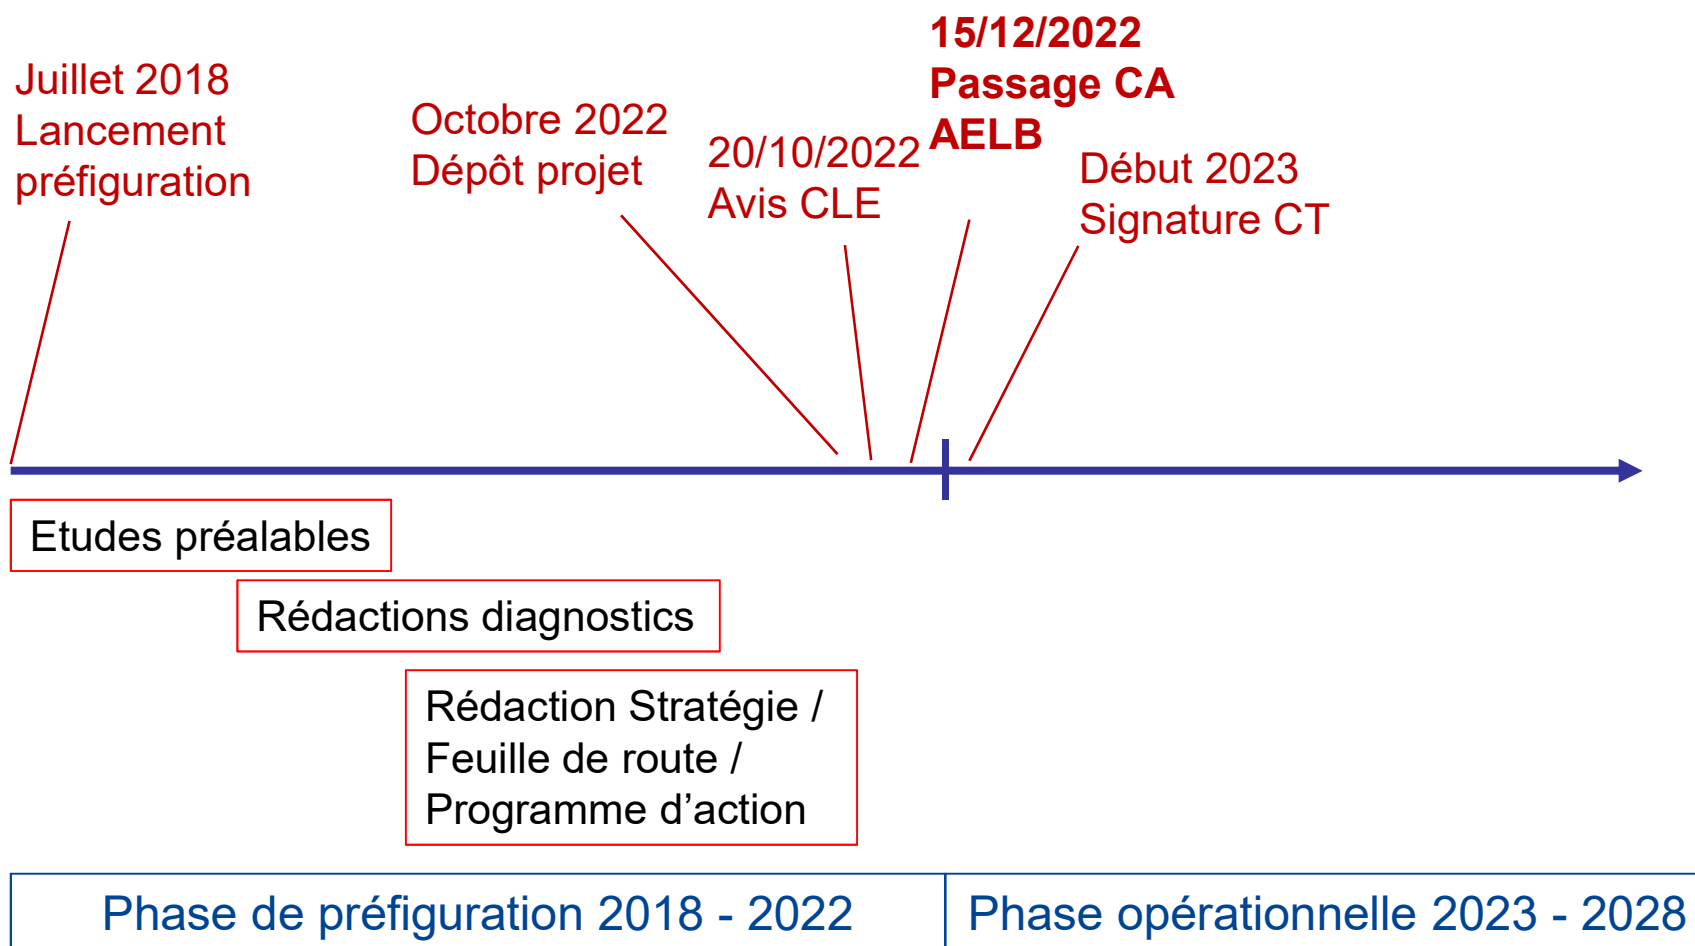 Juillet 2018
Lancement
préfiguration
Octobre 2022
Dépôt projet
20/10/2022
Avis CLE
15/12/2022
Passage CA
AELB
Début 2023
Signature CT
Etudes préalables
Rédactions diagnostics
Rédaction Stratégie /
Feuille de route /
Programme d’action
Phase de préfiguration 2018 - 2022
Phase opérationnelle 2023 - 2028